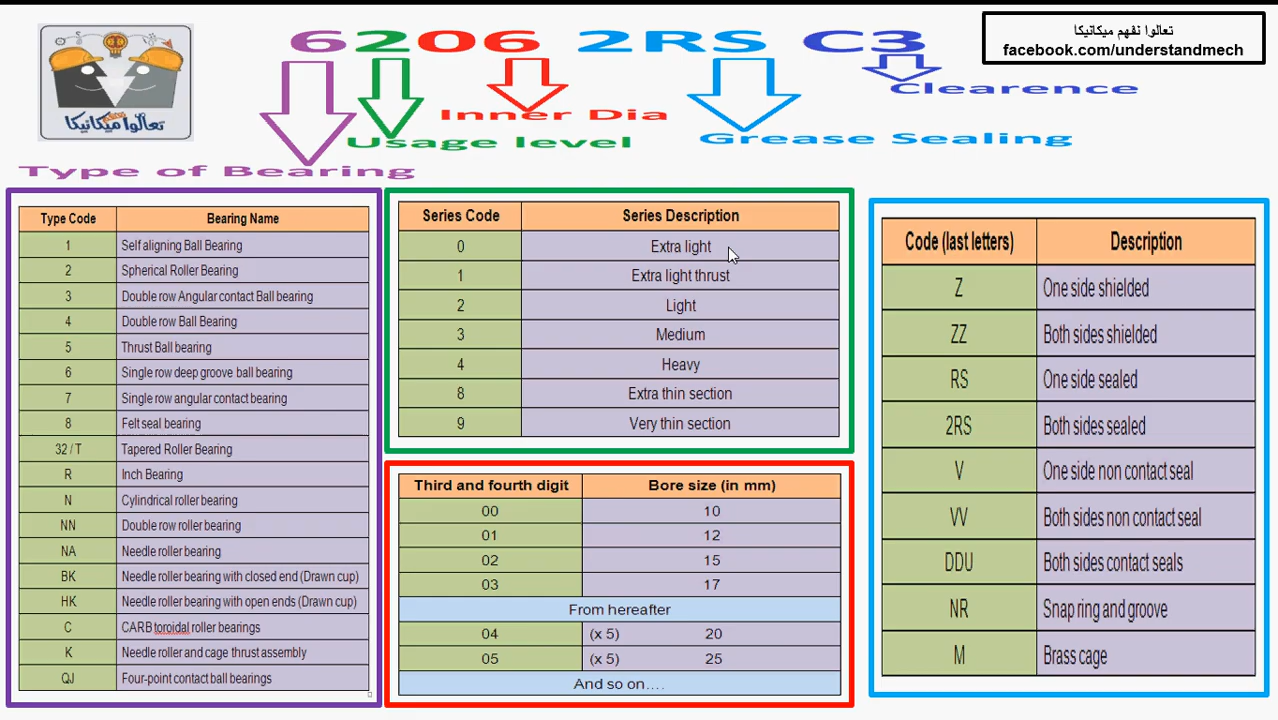 تعالوا ميكانيكا
6206 2RS C3
تعالوا نفهم ميكانيكا
facebook.com/understandmech
Clearence
Inner Dia
Grease Sealing
Usage level
Type of Bearing
Type Code Bearing Name
1 Self aligning Ball Bearing
2 Spherical Roller Bearing
3 Double row Angular contact Ball bearing
4 Double row Ball Bearing
5 Thrust Ball bearing
6 Single row deep groove ball bearing
7 Single row angular contact bearing
8 Felt seal bearing
32 / T Tapered Roller Bearing
R Inch Bearing
N Cylindrical roller bearing
NN Double row roller bearing
NA Needle roller bearing
BK Needle roller bearing with closed end (Drawn cup)
HK Needle roller bearing with open ends (Drawn cup)
C CARB toroidal roller bearings
K Needle roller and cage thrust assembly
QJ Four-point contact ball bearings
Series Code Series Description
0 Extra light
1 Extra light thrust
2 Light
3 Medium
4 Heavy
8 Extra thin section
9 Very thin section
Third and fourth digit Bore size (in mm)
00 10
01 12
02 15
03 17
From hereafter
04 (x 5) 20
05 (x 5) 25
And so on....
Code (last letters) Description
Z One side shielded
ZZ Both sides shielded
RS One side sealed
2RS Both sides sealed
V One side non contact seal
VV Both sides non contact seal
DDU Both sides contact seals
NR Snap ring and groove
M Brass cage